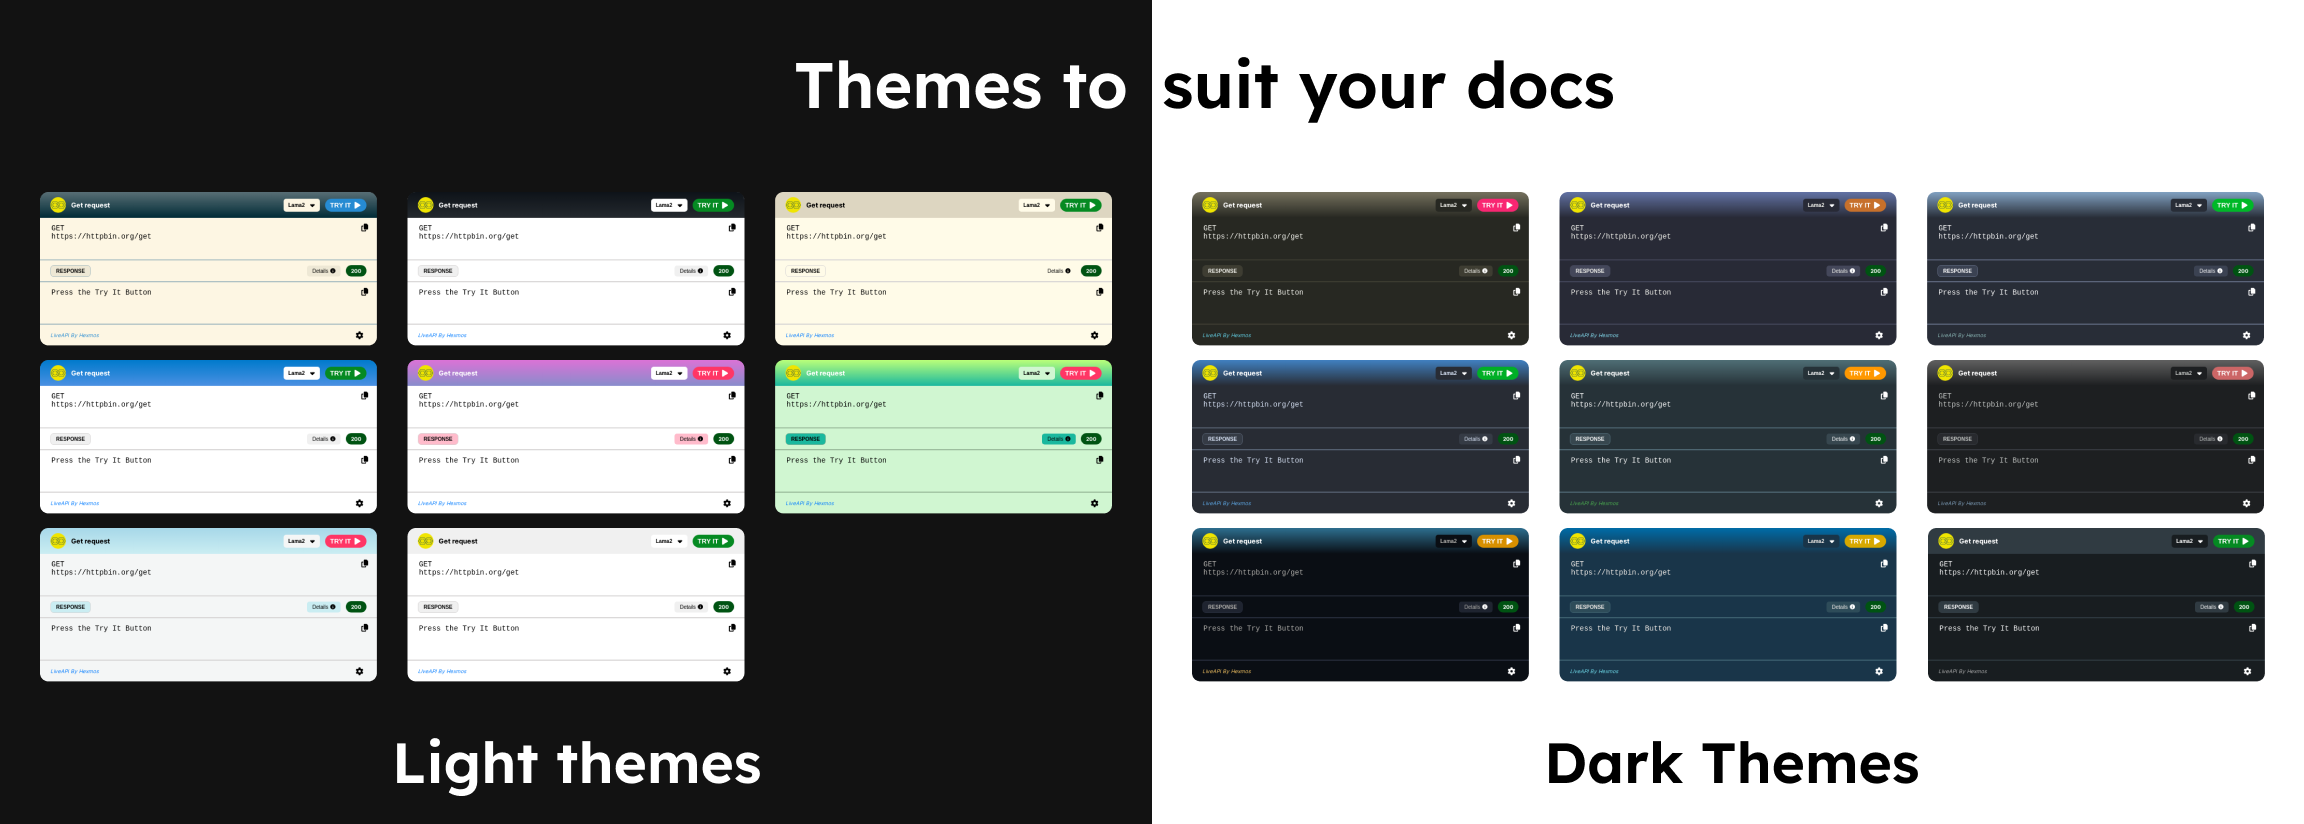 Themes to suit your docs
Get request Lama2 TRY IT
GET
https://httpbin.org/get
RESPONSE Details 200
Press the Try It Button
LiveAPI By Hexmos
Get request Lama2 TRY IT
GET
https://httpbin.org/get
RESPONSE Details 200
Press the Try It Button
LiveAPI By Hexmos
Get request Lama2 TRY IT
GET
https://httpbin.org/get
RESPONSE Details 200
Press the Try It Button
LiveAPI By Hexmos
Get request Lama2 TRY IT
GET
https://httpbin.org/get
RESPONSE Details 200
Press the Try It Button
LiveAPI By Hexmos
Get request Lama2 TRY IT
GET
https://httpbin.org/get
RESPONSE Details 200
Press the Try It Button
LiveAPI By Hexmos
Get request Lama2 TRY IT
GET
https://httpbin.org/get
RESPONSE Details 200
Press the Try It Button
LiveAPI By Hexmos
Get request Lama2 TRY IT
GET
https://httpbin.org/get
RESPONSE Details 200
Press the Try It Button
LiveAPI By Hexmos
Get request Lama2 TRY IT
GET
https://httpbin.org/get
RESPONSE Details 200
Press the Try It Button
LiveAPI By Hexmos
Light themes
Get request Lama2 TRY IT
GET
https://httpbin.org/get
RESPONSE Details 200
Press the Try It Button
LiveAPI By Hexmos
Get request Lama2 TRY IT
GET
https://httpbin.org/get
RESPONSE Details 200
Press the Try It Button
LiveAPI By Hexmos
Get request Lama2 TRY IT
GET
https://httpbin.org/get
RESPONSE Details 200
Press the Try It Button
LiveAPI By Hexmos
Get request Lama2 TRY IT
GET
https://httpbin.org/get
RESPONSE Details 200
Press the Try It Button
LiveAPI By Hexmos
Get request Lama2 TRY IT
GET
https://httpbin.org/get
RESPONSE Details 200
Press the Try It Button
LiveAPI By Hexmos
Get request Lama2 TRY IT
GET
https://httpbin.org/get
RESPONSE Details 200
Press the Try It Button
LiveAPI By Hexmos
Get request Lama2 TRY IT
GET
https://httpbin.org/get
RESPONSE Details 200
Press the Try It Button
LiveAPI By Hexmos
Get request Lama2 TRY IT
GET
https://httpbin.org/get
RESPONSE Details 200
Press the Try It Button
LiveAPI By Hexmos
Get request Lama2 TRY IT
GET
https://httpbin.org/get
RESPONSE Details 200
Press the Try It Button
LiveAPI By Hexmos
Dark Themes